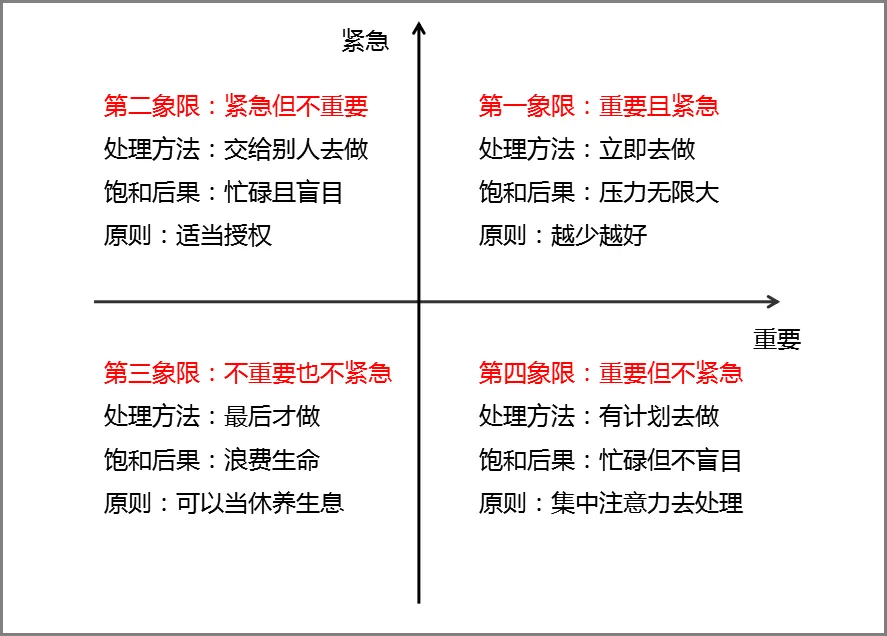 紧急
第二象限：紧急但不重要
处理方法：交给别人去做
饱和后果：忙碌且盲目
原则：适当授权
第一象限：重要且紧急
处理方法：立即去做
饱和后果：压力无限大
原则：越少越好
重要
第三象限：不重要也不紧急
处理方法：最后才做
饱和后果：浪费生命
原则：可以当休养生息
第四象限：重要但不紧急
处理方法：有计划去做
饱和后果：忙碌但不盲目
原则：集中注意力去处理